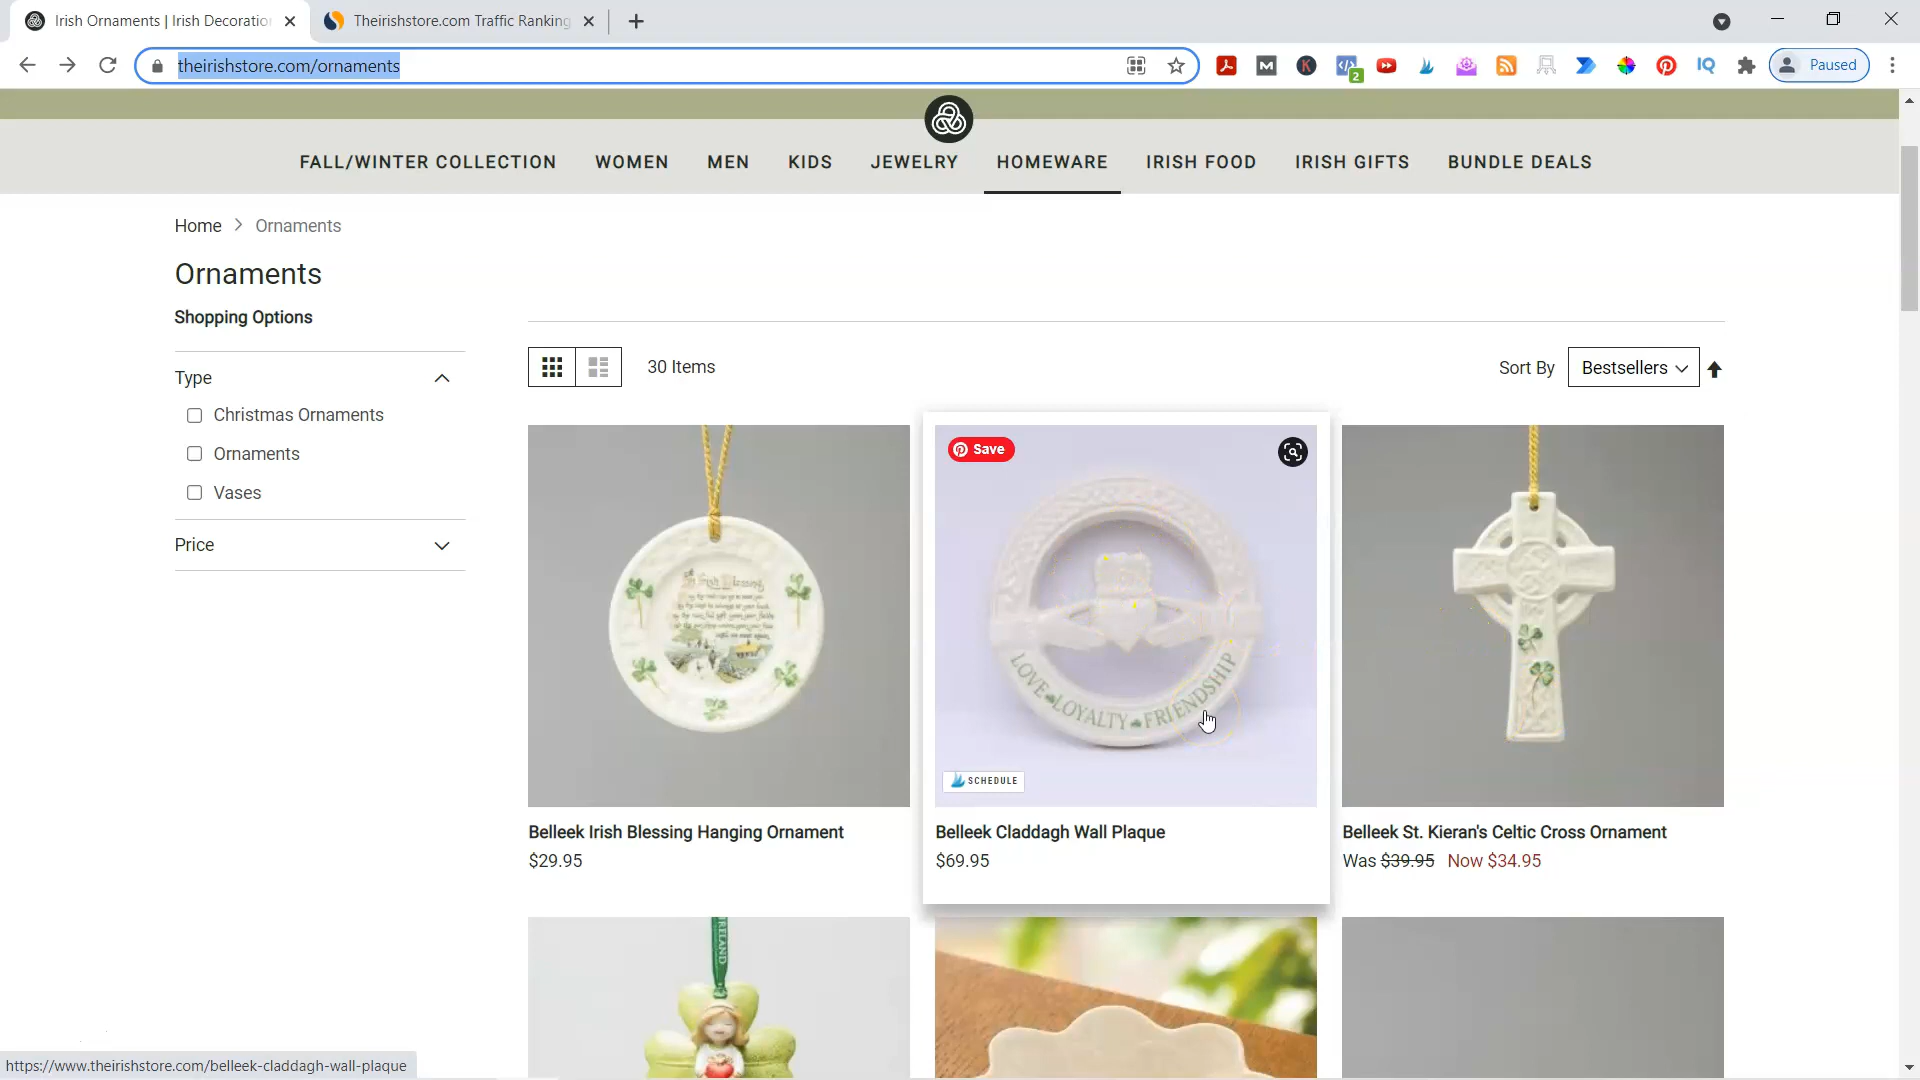 Irish Ornaments | Irish Decoratio
Theirishstore.com Traffic Ranking
theirishstore.com/ornaments
2
Paused
FALL/WINTER COLLECTION WOMEN MEN KIDS JEWELRY HOMEWARE IRISH FOOD IRISH GIFTS BUNDLE DEALS
Home > Ornaments
Ornaments
Shopping Options
Type
Christmas Ornaments
Ornaments
Vases
Price
30 Items
Sort By Bestsellers
Save
LOVE LOYALTY FRIENDSHIP
SCHEDULE
Belleek Irish Blessing Hanging Ornament
$29.95
Belleek Claddagh Wall Plaque
$69.95
Belleek St. Kieran's Celtic Cross Ornament
Was $39.95 Now $34.95
IRELAND
https://www.theirishstore.com/belleek-claddagh-wall-plaque